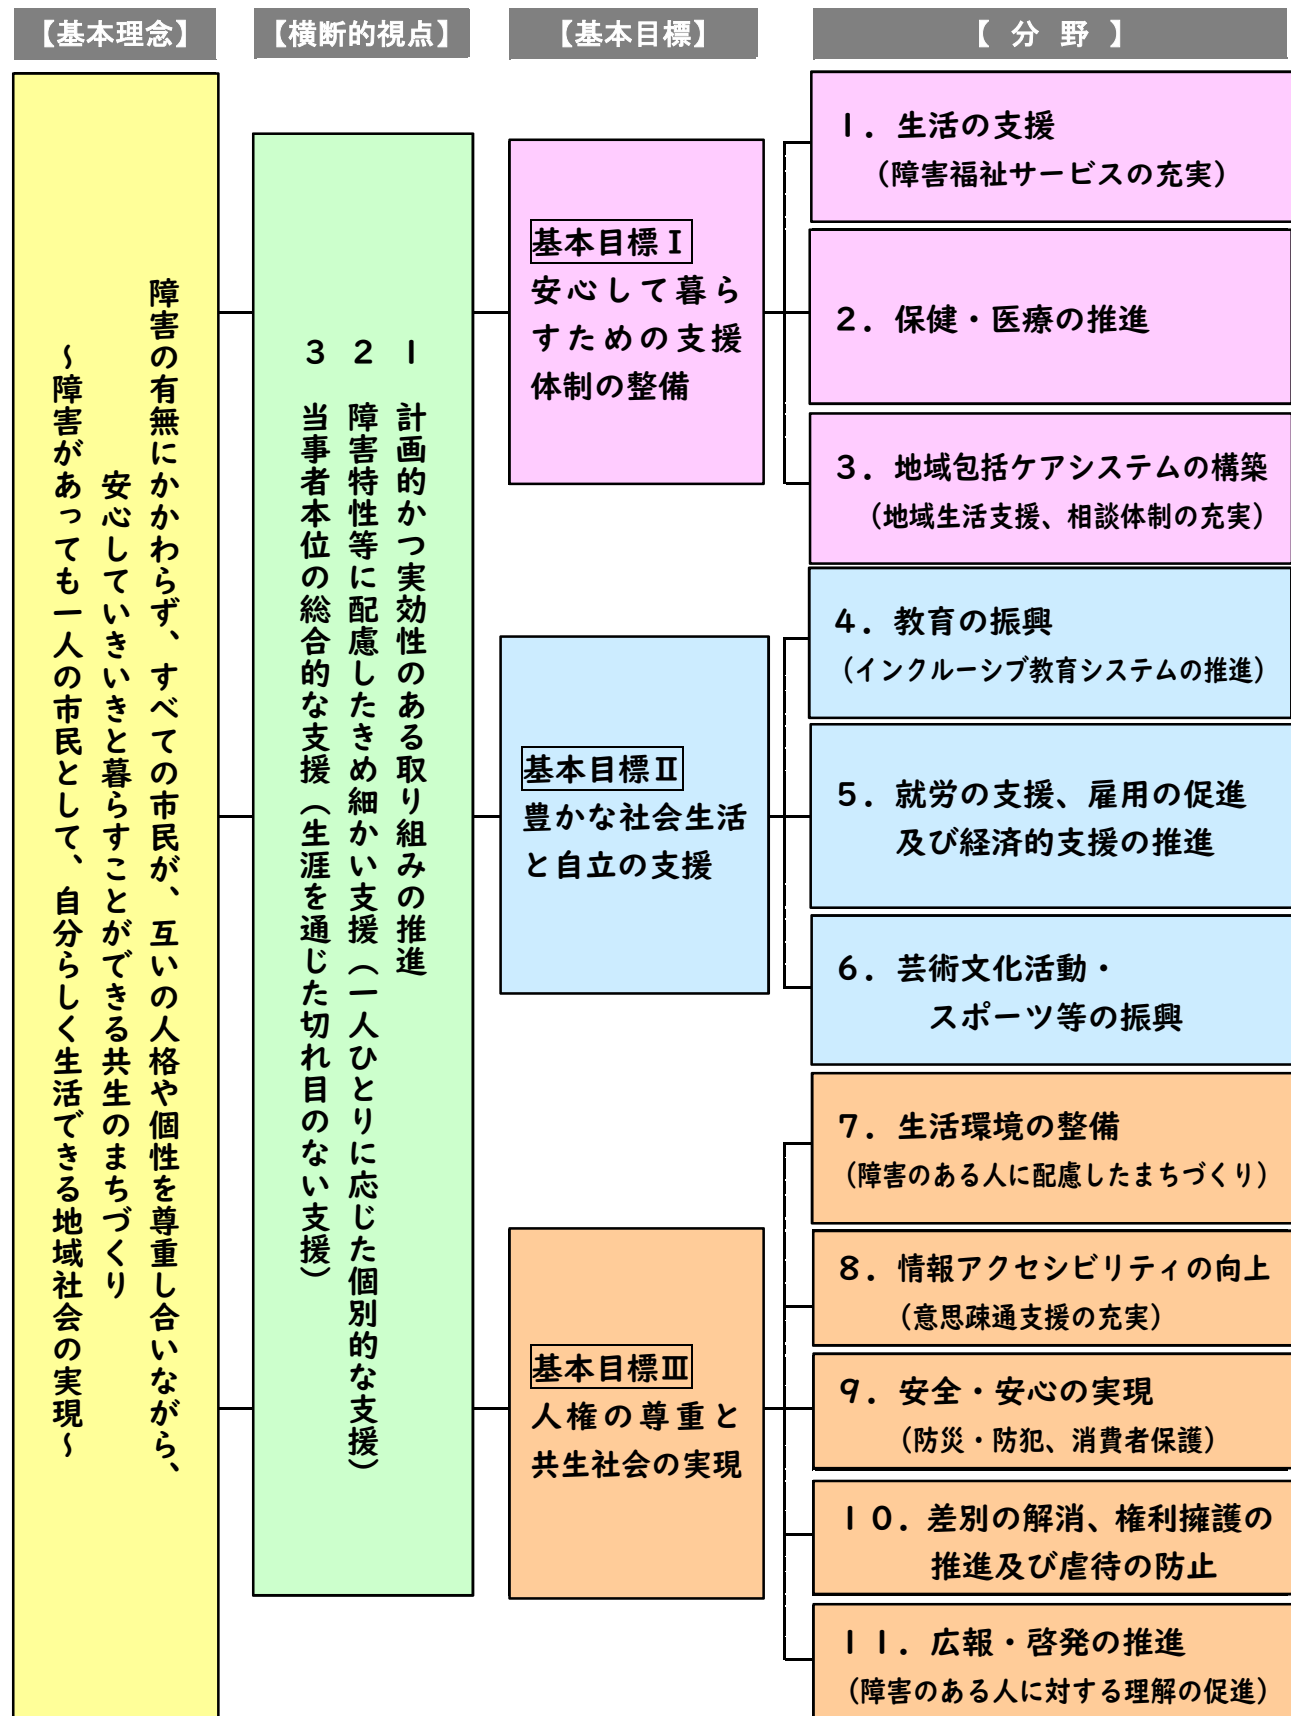 【基本理念】
【横断的視点】
【基本目標】
【 分 野 】
障害の有無にかかわらず、すべての市民が、互いの人格や個性を尊重し合いながら、
安心していきいきと暮らすことができる共生のまちづくり
~障害があっても一人の市民として、自分らしく生活できる地域社会の実現~
1 計画的かつ実効性のある取り組みの推進
2 障害特性等に配慮したきめ細かい支援(一人ひとりに応じた個別的な支援)
3 当事者本位の総合的な支援(生涯を通じた切れ目のない支援)
基本目標Ⅰ
安心して暮ら
すための支援
体制の整備
1.生活の支援
(障害福祉サービスの充実)
2.保健・医療の推進
3.地域包括ケアシステムの構築
(地域生活支援、相談体制の充実)
基本目標Ⅱ
豊かな社会生活
と自立の支援
4.教育の振興
(インクルーシブ教育システムの推進)
5.就労の支援、雇用の促進
及び経済的支援の推進
6.芸術文化活動・
スポーツ等の振興
基本目標Ⅲ
人権の尊重と
共生社会の実現
7.生活環境の整備
(障害のある人に配慮したまちづくり)
8.情報アクセシビリティの向上
(意思疎通支援の充実)
9.安全・安心の実現
(防災・防犯、消費者保護)
10.差別の解消、権利擁護の
推進及び虐待の防止
11.広報・啓発の推進
(障害のある人に対する理解の促進)